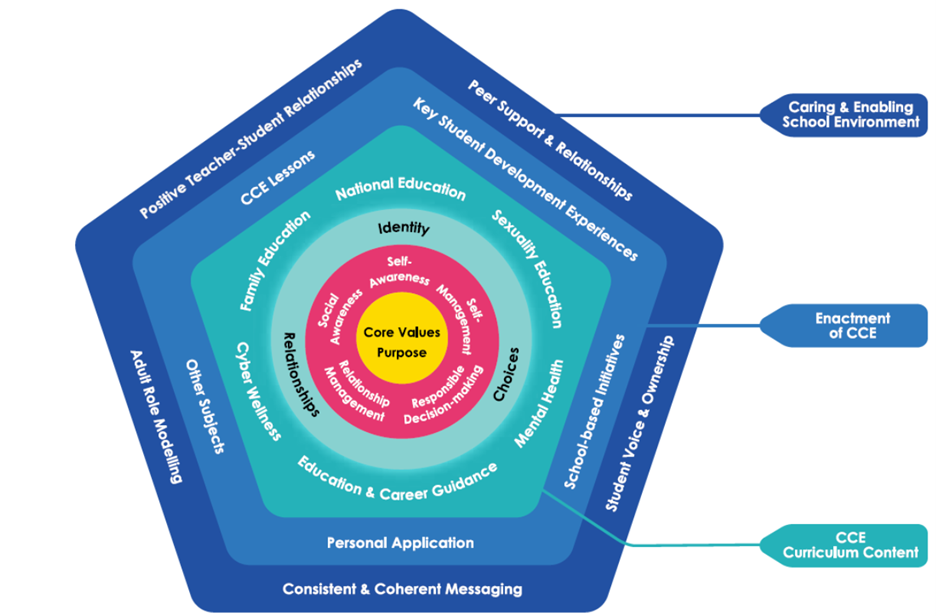 Positive Teacher-Student Relationships
Peer Support & Relationships
Student Voice & Ownership
Consistent & Coherent Messaging
Adult Role Modelling
CCE Lessons
Key Student Development Experiences
School-based Initiatives
Personal Application
Other Subjects
National Education
Sexuality Education
Mental Health
Education & Career Guidance
Cyber Wellness
Family Education
Identity
Choices
Relationships
Self-
Awareness
Self-
Management
Responsible
Decision-making
Relationship
Management
Social
Awareness
Core Values
Purpose
Caring & Enabling
School Environment
Enactment
of CCE
CCE
Curriculum Content